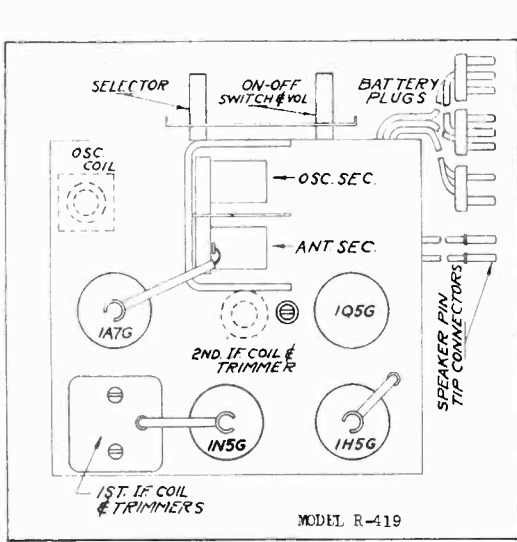 SELECTOR
ON-OFF
SWITCH & VOL
BATTERY
PLUGS
OSC.
COIL
OSC. SEC.
ANT SEC.
1A7G
1Q5G
2ND. IF COIL &
TRIMMER
SPEAKER PIN
TIP CONNECTORS
1N5G
1H5G
1ST. IF COIL
& TRIMMERS
MODEL R-419